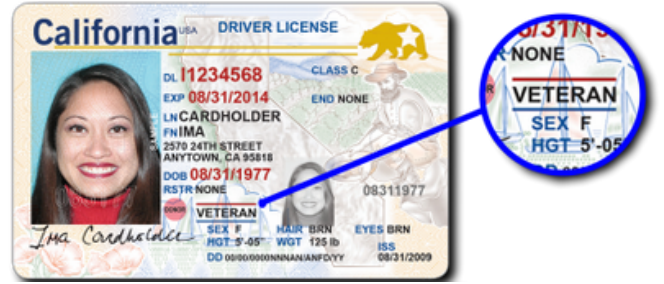 California USA DRIVER LICENSE
DL I1234568 CLASS C
EXP 08/31/2014 END NONE
LN CARDHOLDER
FN IMA
2570 24TH STREET
ANYTOWN, CA 95818
DOB 08/31/1977
RSTR NONE 08311977
DONOR VETERAN
Ima Cardholder
SEX F HAIR BRN EYES BRN
HGT 5'-05" WGT 125 lb ISS
DD 00/00/0000NNNAN/ANFD/YY 08/31/2009
NONE
VETERAN
SEX F
HGT 5'-05